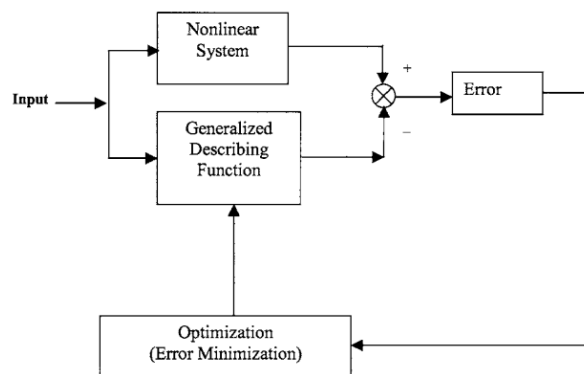 Nonlinear
System
+
Input
Error
Generalized
Describing
Function
−
Optimization
(Error Minimization)